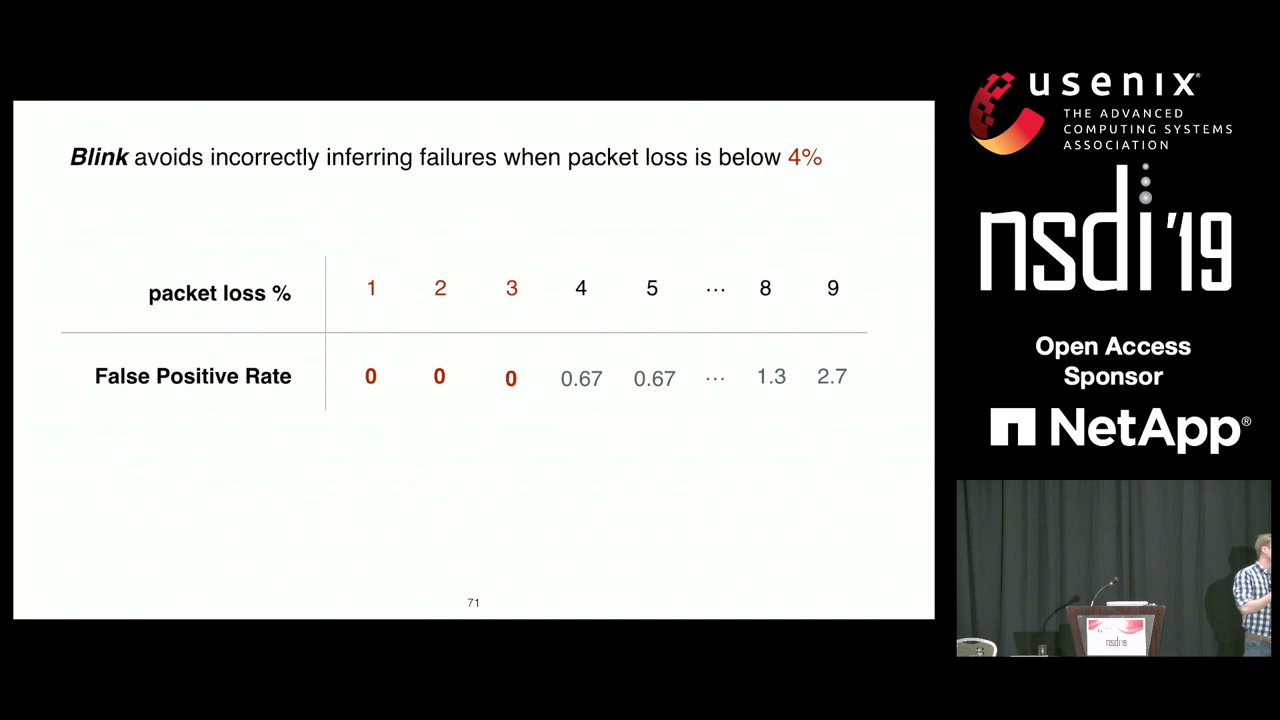 Blink avoids incorrectly inferring failures when packet loss is below 4%
packet loss % 1 2 3 4 5 ... 8 9
False Positive Rate 0 0 0 0.67 0.67 ... 1.3 2.7
71
usenix®
THE ADVANCED
COMPUTING SYSTEMS
ASSOCIATION
nsdi '19
Open Access
Sponsor
NetApp®
nsdi '19